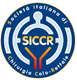 Società Italiana di
SICCR
Chirurgia Colo-Rettale